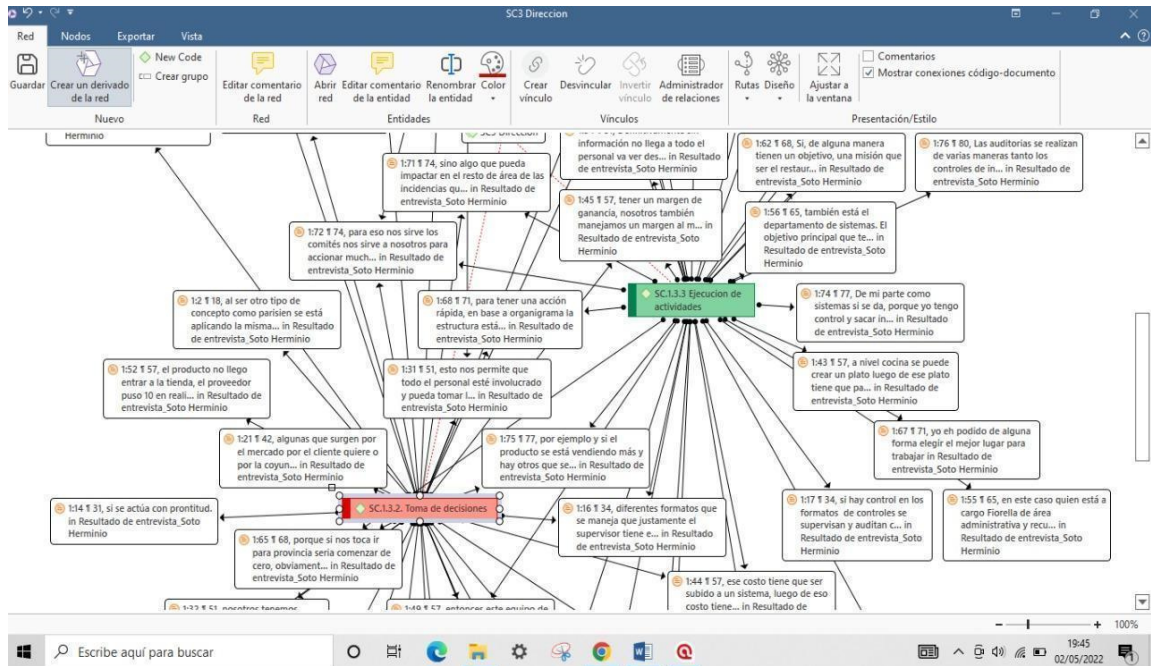 SC3 Direccion
Red
Nodos
Exportar
Vista
Guardar
Crear un derivado
de la red
New Code
Crear grupo
Nuevo
Editar comentario
de la red
Red
Abrir
red
Editar comentario
de la entidad
Renombrar
la entidad
Color
Entidades
Crear
vínculo
Desvincular
Invertir
vínculo
Administrador
de relaciones
Vínculos
Rutas
Diseño
Ajustar a
la ventana
Comentarios
Mostrar conexiones código-documento
Presentación/Estilo
Herminio
SC3 Direccion
información no llega a todo el
personal va ver des... in Resultado
de entrevista_Soto Herminio
1:62 ¶ 68, Si, de alguna manera
tienen un objetivo, una misión que
ser el restaur... in Resultado de
entrevista_Soto Herminio
1:76 ¶ 80, Las auditorias se realizan
de varias maneras tanto los
controles de in... in Resultado de
entrevista_Soto Herminio
1:71 ¶ 74, sino algo que pueda
impactar en el resto de área de las
incidencias qu... in Resultado de
entrevista_Soto Herminio
1:45 ¶ 57, tener un margen de
ganancia, nosotros también
manejamos un margen al m... in
Resultado de entrevista_Soto
Herminio
1:56 ¶ 65, también está el
departamento de sistemas. El
objetivo principal que te... in
Resultado de entrevista_Soto
Herminio
1:72 ¶ 74, para eso nos sirve los
comités nos sirve a nosotros para
accionar much... in Resultado de
entrevista_Soto Herminio
SC.1.3.3 Ejecucion de
actividades
1:2 ¶ 18, al ser otro tipo de
concepto como parisien se está
aplicando la misma... in Resultado
de entrevista_Soto Herminio
1:68 ¶ 71, para tener una acción
rápida, en base a organigrama la
estructura está... in Resultado de
entrevista_Soto Herminio
1:74 ¶ 77, De mi parte como
sistemas si se da, porque yo tengo
control y sacar in... in Resultado de
entrevista_Soto Herminio
1:52 ¶ 57, el producto no llego
entrar a la tienda, el proveedor
puso 10 en reali... in Resultado de
entrevista_Soto Herminio
1:31 ¶ 51, esto nos permite que
todo el personal esté involucrado
y pueda tomar l... in Resultado de
entrevista_Soto Herminio
1:43 ¶ 57, a nivel cocina se puede
crear un plato luego de ese plato
tiene que pa... in Resultado de
entrevista_Soto Herminio
1:21 ¶ 42, algunas que surgen por
el mercado por el cliente quiere o
por la coyun... in Resultado de
entrevista_Soto Herminio
1:75 ¶ 77, por ejemplo y si el
producto se está vendiendo más y
hay otros que se... in Resultado de
entrevista_Soto Herminio
1:67 ¶ 71, yo eh podido de alguna
forma elegir el mejor lugar para
trabajar in Resultado de
entrevista_Soto Herminio
1:14 ¶ 31, si se actúa con prontitud.
in Resultado de entrevista_Soto
Herminio
SC.1.3.2. Toma de decisiones
1:16 ¶ 34, diferentes formatos que
se maneja que justamente el
supervisor tiene e... in Resultado
de entrevista_Soto Herminio
1:17 ¶ 34, si hay control en los
formatos de controles se
supervisan y auditan c... in
Resultado de entrevista_Soto
Herminio
1:55 ¶ 65, en este caso quien está a
cargo Fiorella de área
administrativa y recu... in
Resultado de entrevista_Soto
Herminio
1:65 ¶ 68, porque si nos toca ir
para provincia seria comenzar de
cero, obviament... in Resultado de
entrevista_Soto Herminio
1:44 ¶ 57, ese costo tiene que ser
subido a un sistema, luego de eso
costo tiene... in Resultado de
1:49 ¶ 57, entonces este equipo de
100%
Escribe aquí para buscar
19:45
02/05/2022